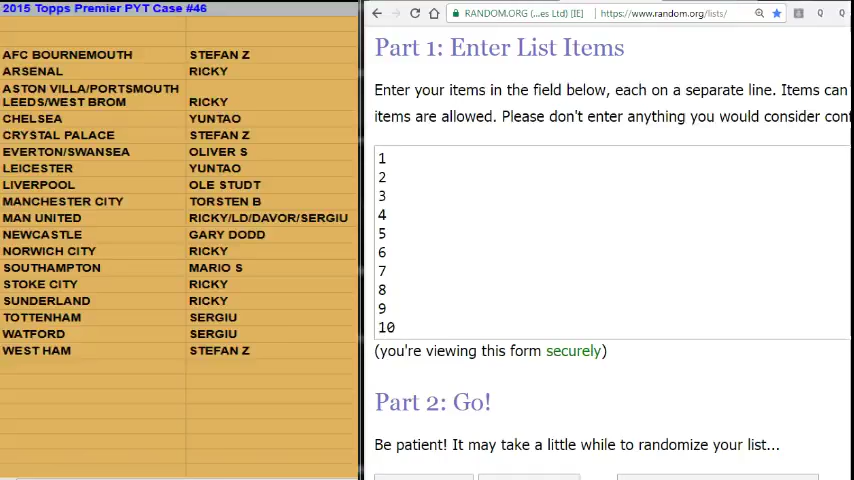 2015 Topps Premier PYT Case #46
AFC BOURNEMOUTH STEFAN Z
ARSENAL RICKY
ASTON VILLA/PORTSMOUTH
LEEDS/WEST BROM RICKY
CHELSEA YUNTAO
CRYSTAL PALACE STEFAN Z
EVERTON/SWANSEA OLIVER S
LEICESTER YUNTAO
LIVERPOOL OLE STUDT
MANCHESTER CITY TORSTEN B
MAN UNITED RICKY/LD/DAVOR/SERGIU
NEWCASTLE GARY DODD
NORWICH CITY RICKY
SOUTHAMPTON MARIO S
STOKE CITY RICKY
SUNDERLAND RICKY
TOTTENHAM SERGIU
WATFORD SERGIU
WEST HAM STEFAN Z
RANDOM.ORG (...es Ltd) [IE] https://www.random.org/lists/
Part 1: Enter List Items
Enter your items in the field below, each on a separate line. Items can
items are allowed. Please don't enter anything you would consider
1
2
3
4
5
6
7
8
9
10
(you're viewing this form securely)
Part 2: Go!
Be patient! It may take a little while to randomize your list...